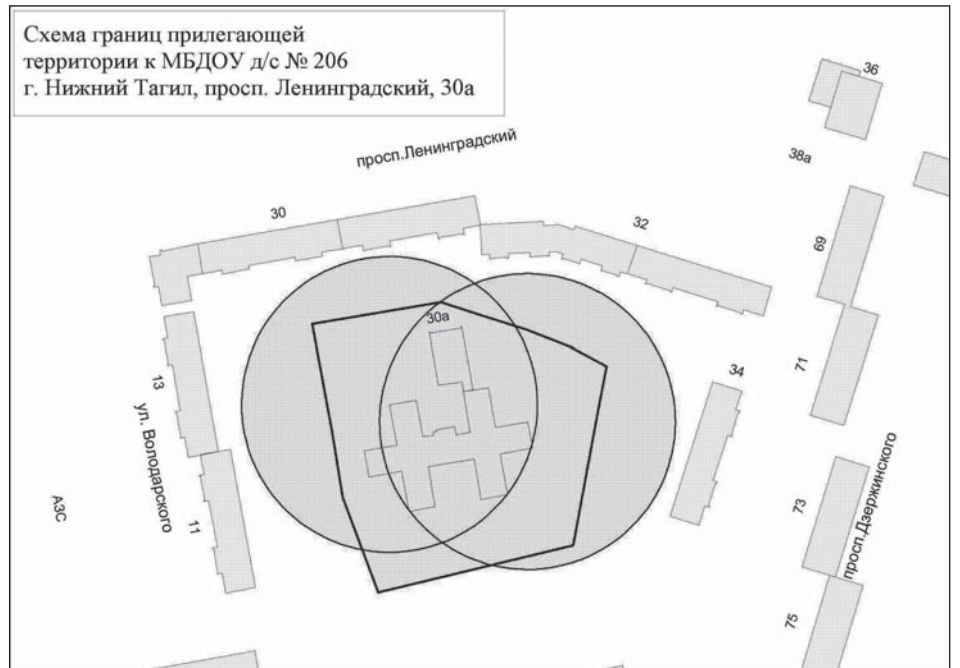 Схема границ прилегающей
территории к МБДОУ д/с № 206
г. Нижний Тагил, просп. Ленинградский, 30а
36
просп.Ленинградский
38а
30
32
69
30а
71
34
13
ул. Володарского
АЗС
11
73
просп.Дзержинского
75